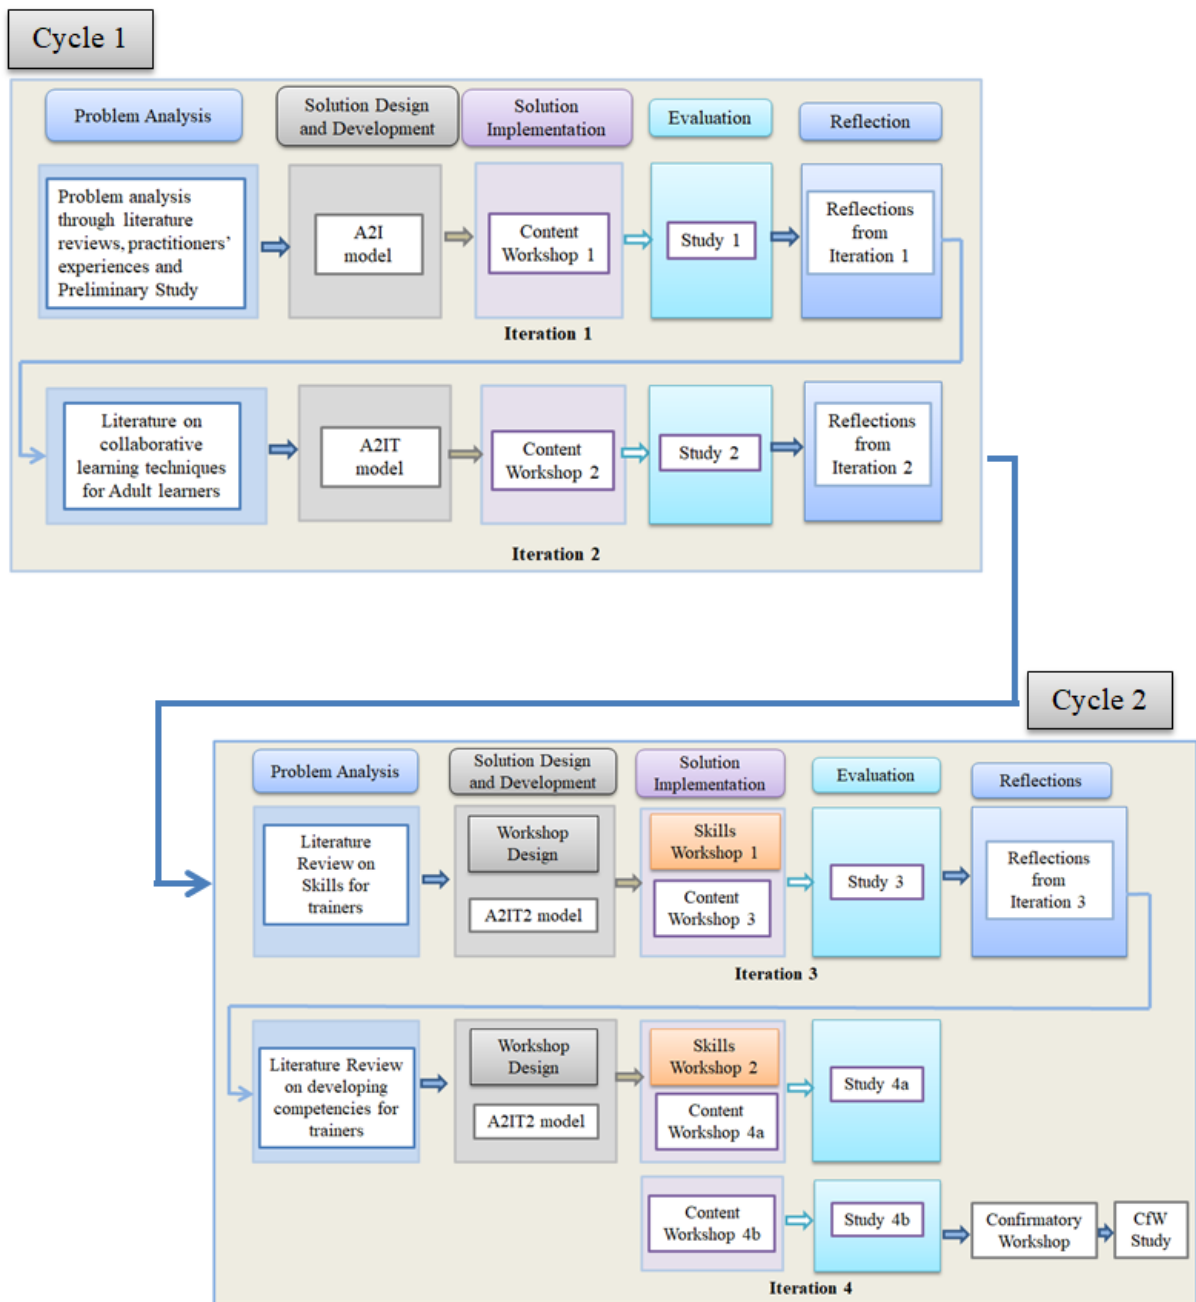 Cycle 1
Problem Analysis
Solution Design
and Development
Solution
Implementation
Evaluation
Reflection
Problem analysis
through literature
reviews, practitioners'
experiences and
Preliminary Study
A2I
model
Content
Workshop 1
Study 1
Reflections
from
Iteration 1
Iteration 1
Literature on
collaborative
learning techniques
for Adult learners
A2IT
model
Content
Workshop 2
Study 2
Reflections
from
Iteration 2
Iteration 2
Cycle 2
Problem Analysis
Solution Design
and Development
Solution
Implementation
Evaluation
Reflections
Literature
Review on
Skills for
trainers
Workshop
Design
A2IT2 model
Skills
Workshop 1
Content
Workshop 3
Study 3
Reflections
from
Iteration 3
Iteration 3
Literature Review
on developing
competencies for
trainers
Workshop
Design
A2IT2 model
Skills
Workshop 2
Content
Workshop 4a
Study 4a
Content
Workshop 4b
Study 4b
Confirmatory
Workshop
CfW
Study
Iteration 4